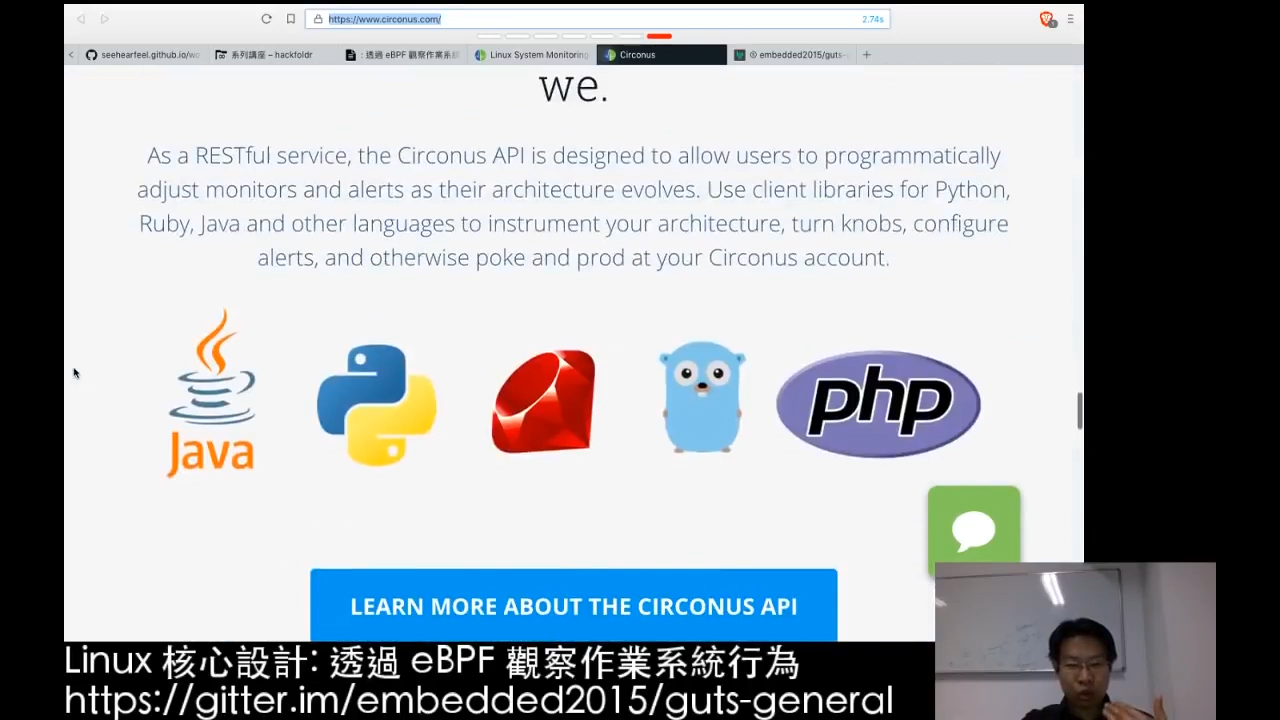 https://www.circonus.com/
2.74s
seehearfeel.github.io/wo
系列講座 – hackfoldr
: 透過 eBPF 觀察作業系統
Linux System Monitoring
Circonus
embedded2015/guts-
we.
As a RESTful service, the Circonus API is designed to allow users to programmatically
adjust monitors and alerts as their architecture evolves. Use client libraries for Python,
Ruby, Java and other languages to instrument your architecture, turn knobs, configure
alerts, and otherwise poke and prod at your Circonus account.
Java
php
LEARN MORE ABOUT THE CIRCONUS API
Linux 核心設計: 透過 eBPF 觀察作業系統行為
https://gitter.im/embedded2015/guts-general